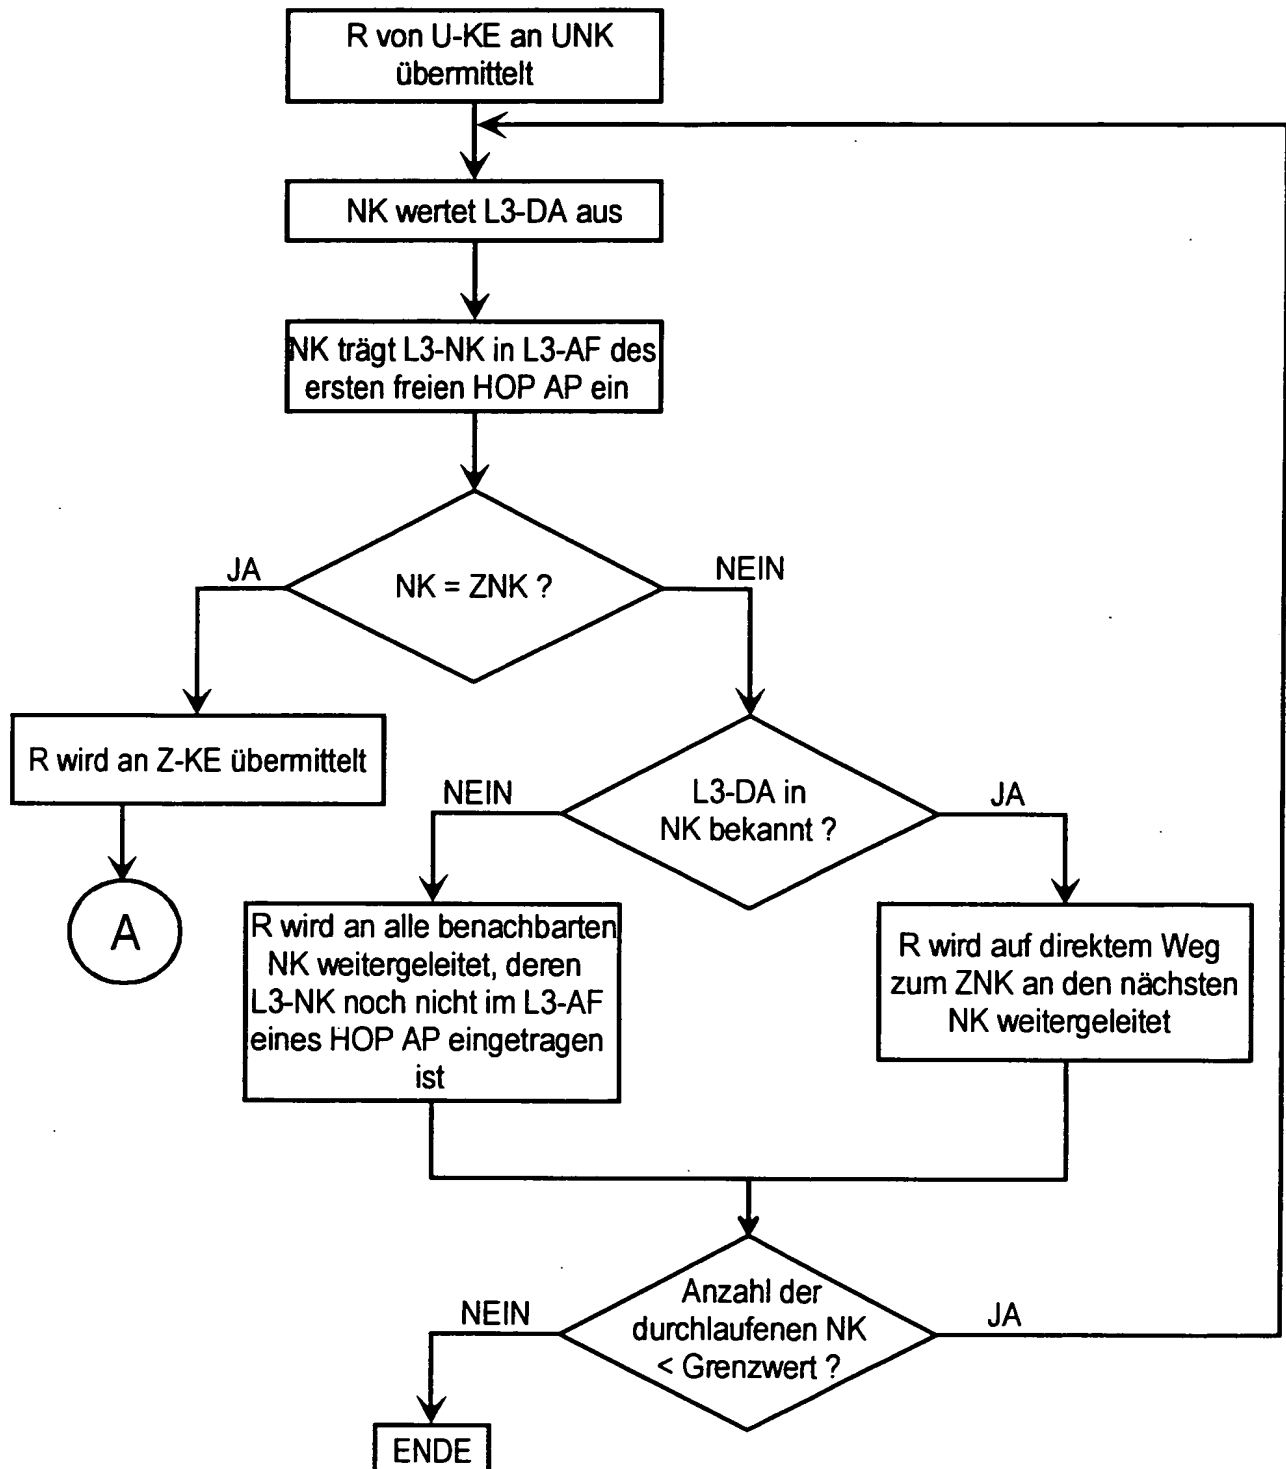 R von U-KE an UNK
übermittelt
NK wertet L3-DA aus
NK trägt L3-NK in L3-AF des
ersten freien HOP AP ein
JA
NEIN
NK = ZNK ?
R wird an Z-KE übermittelt
NEIN
L3-DA in
NK bekannt ?
JA
A
R wird an alle benachbarten
NK weitergeleitet, deren
L3-NK noch nicht im L3-AF
eines HOP AP eingetragen
ist
R wird auf direktem Weg
zum ZNK an den nächsten
NK weitergeleitet
NEIN
Anzahl der
durchlaufenen NK
< Grenzwert ?
JA
ENDE